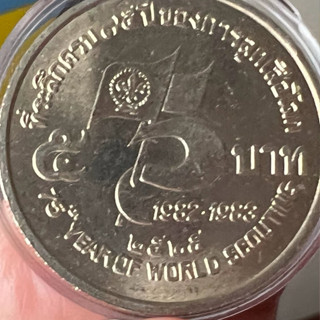 ที่ระลึกครบ ๗๕ ปี ของการลูกเสือโลก
75
๕ บาท
1982-1983
๒๕๒๕
75th YEAR OF WORLD SCOUTING